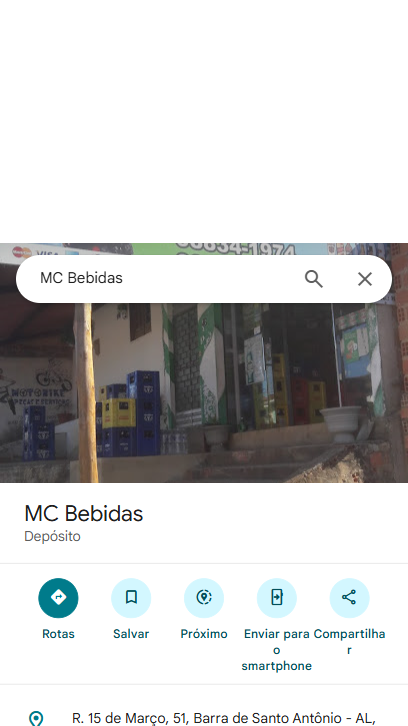 MC Bebidas
MC Bebidas
Depósito
Rotas
Salvar
Próximo
Enviar para
o
smartphone
Compartilha
r
R. 15 de Março, 51, Barra de Santo Antônio - AL,